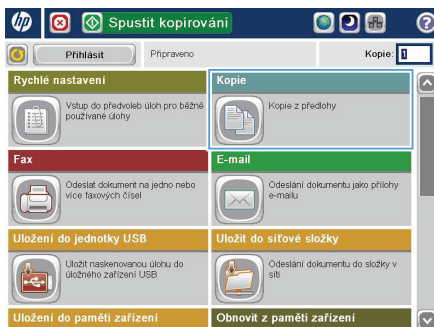 hp
Spustit kopírování
?
Přihlásit
Připraveno
Kopie: 1
Rychlé nastavení
Kopie
Vstup do předvoleb úloh pro běžně
používané úlohy
Kopie z předlohy
Fax
E-mail
Odeslat dokument na jedno nebo
více faxových čísel
Odeslání dokumentu jako přílohy
e-mailu
Uložení do jednotky USB
Uložit do síťové složky
Uložit naskenovanou úlohu do
úložného zařízení USB
Odeslání dokumentu do složky v
síti
Uložení do paměti zařízení
Obnovit z paměti zařízení